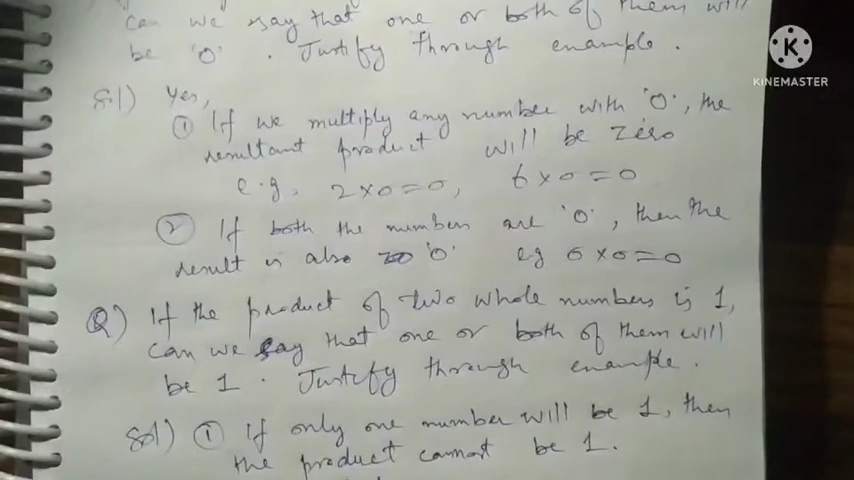 can we say that one or both of them will
be '0'. Justify through example.
Sol) Yes,
① If we multiply any number with '0', the
resultant product will be zero
e.g. 2×0=0, 6×0=0
② If both the numbers are '0', then the
result is also '0' eg 0×0=0
Q) If the product of two whole numbers is 1,
can we say that one or both of them will
be 1. Justify through example.
Sol) ① If only one number will be 1, then
the product cannot be 1.
KINEMASTER